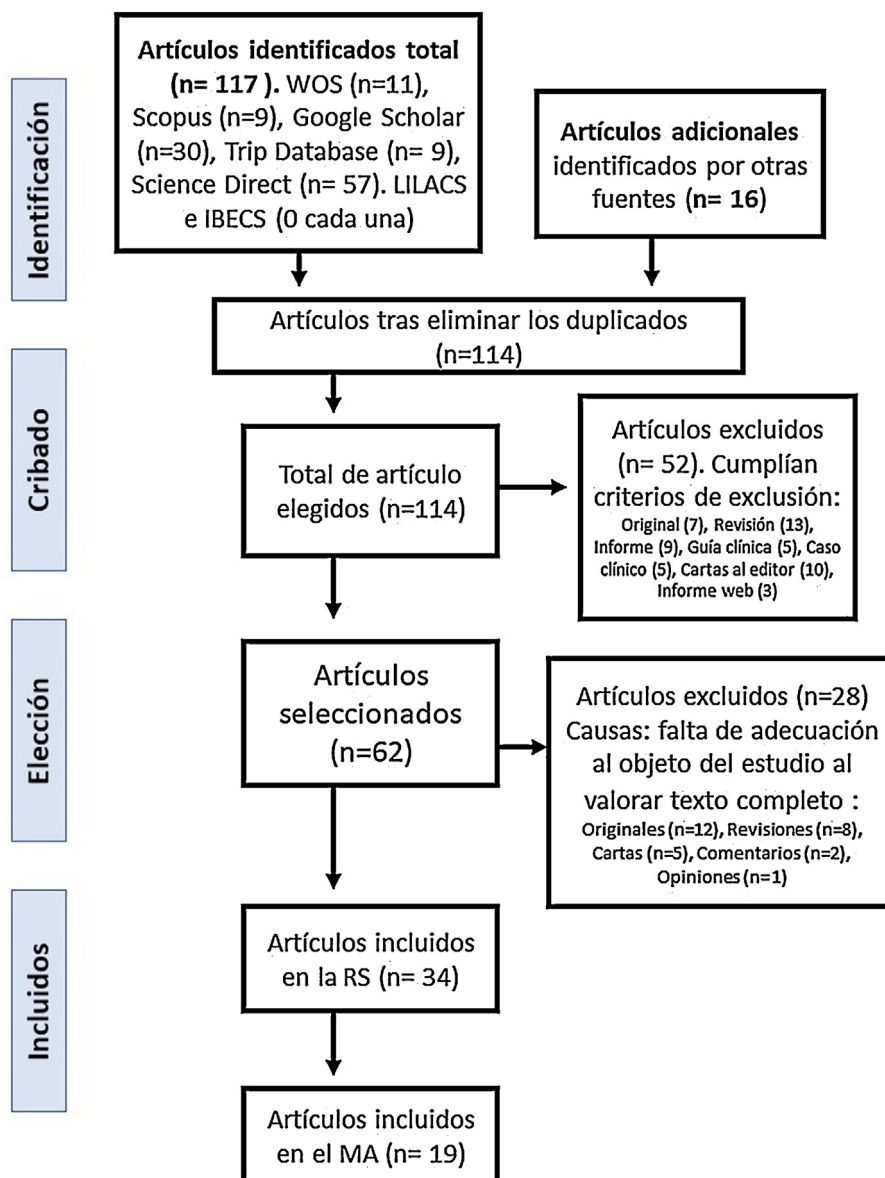 Identificación
Artículos identificados total
(n= 117 ). WOS (n=11),
Scopus (n=9), Google Scholar
(n=30), Trip Database (n= 9),
Science Direct (n= 57). LILACS
e IBECS (0 cada una)
Artículos adicionales
identificados por otras
fuentes (n= 16)
Artículos tras eliminar los duplicados
(n=114)
Cribado
Total de artículo
elegidos (n=114)
Artículos excluidos
(n= 52). Cumplían
criterios de exclusión:
Original (7), Revisión (13),
Informe (9), Guía clínica (5), Caso
clínico (5), Cartas al editor (10),
Informe web (3)
Elección
Artículos
seleccionados
(n=62)
Artículos excluidos (n=28)
Causas: falta de adecuación
al objeto del estudio al
valorar texto completo :
Originales (n=12), Revisiones (n=8),
Cartas (n=5), Comentarios (n=2),
Opiniones (n=1)
Incluidos
Artículos incluidos
en la RS (n= 34)
Artículos incluidos
en el MA (n= 19)